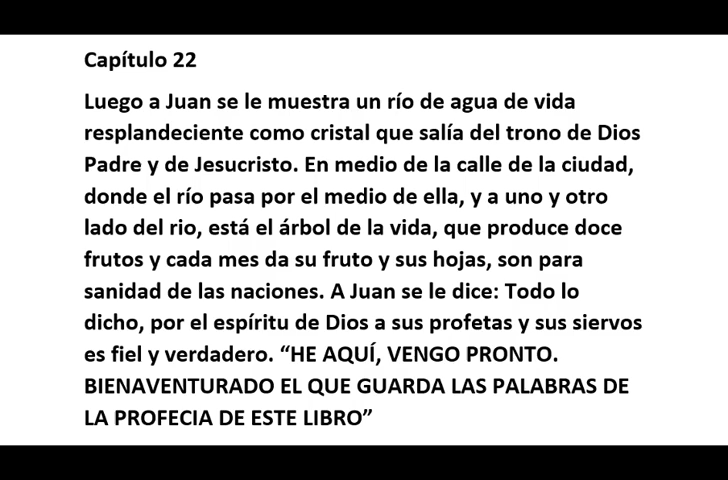 Capítulo 22
Luego a Juan se le muestra un río de agua de vida
resplandeciente como cristal que salía del trono de Dios
Padre y de Jesucristo. En medio de la calle de la ciudad,
donde el río pasa por el medio de ella, y a uno y otro
lado del rio, está el árbol de la vida, que produce doce
frutos y cada mes da su fruto y sus hojas, son para
sanidad de las naciones. A Juan se le dice: Todo lo
dicho, por el espíritu de Dios a sus profetas y sus siervos
es fiel y verdadero. “HE AQUÍ, VENGO PRONTO.
BIENAVENTURADO EL QUE GUARDA LAS PALABRAS DE
LA PROFECIA DE ESTE LIBRO”